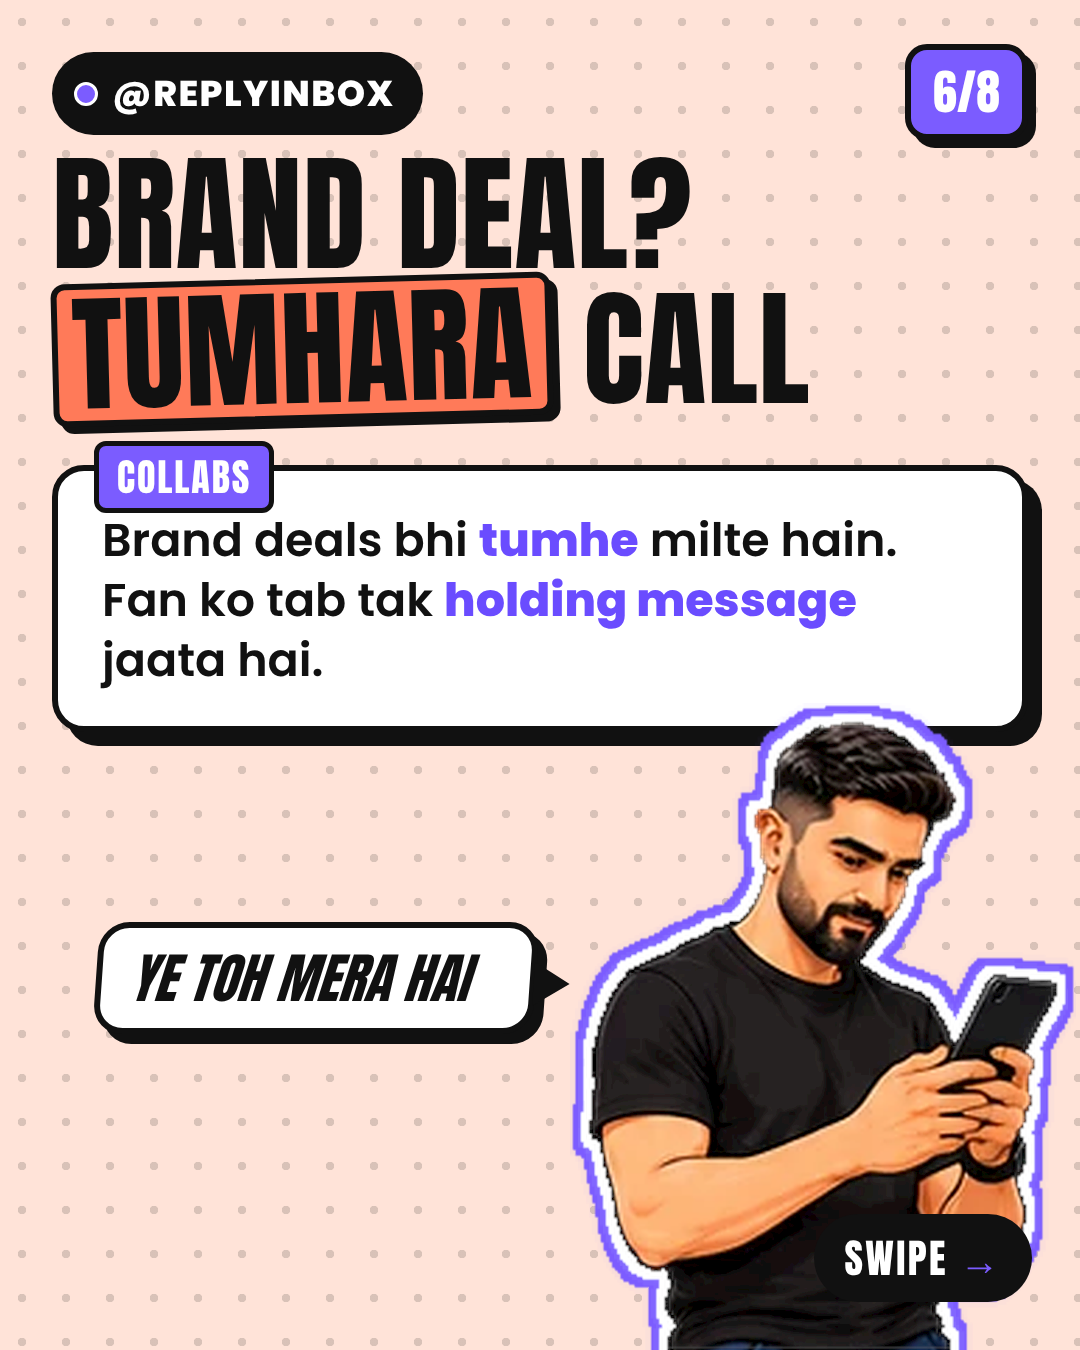 @REPLYINBOX
6/8
BRAND DEAL?
TUMHARA CALL
COLLABS
Brand deals bhi tumhe milte hain.
Fan ko tab tak holding message
jaata hai.
YE TOH MERA HAI
SWIPE →